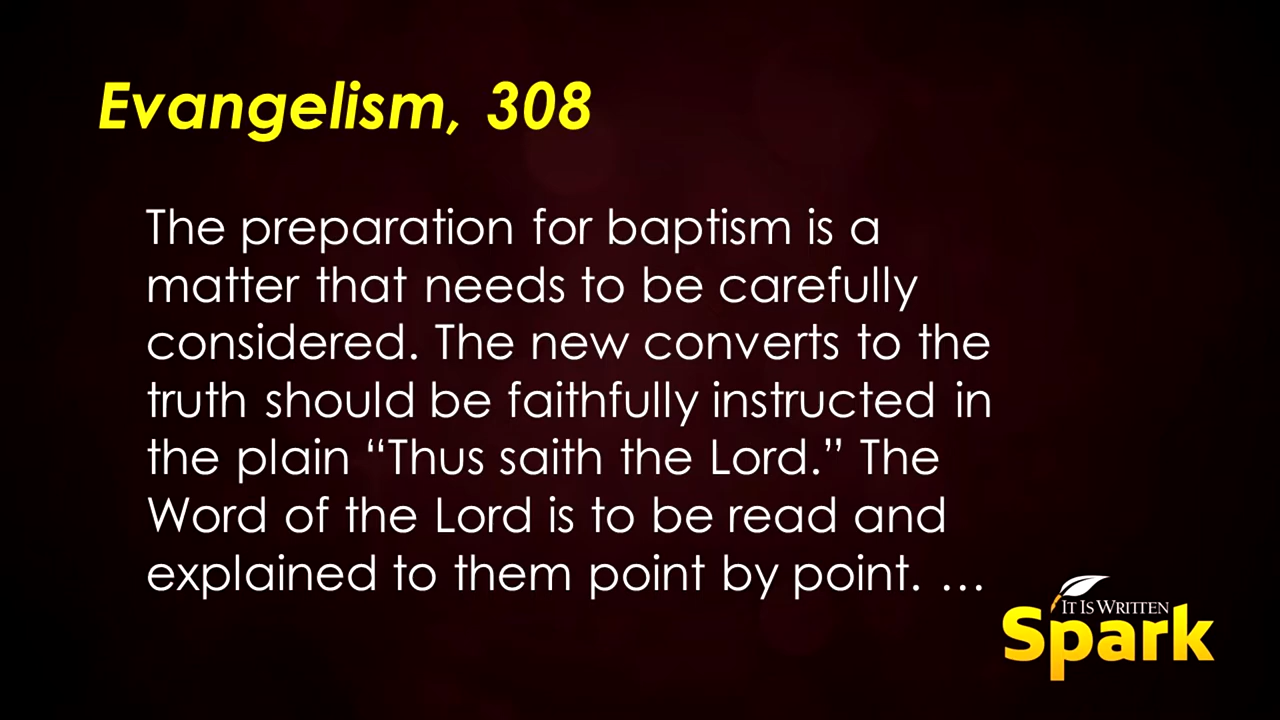 Evangelism, 308
The preparation for baptism is a
matter that needs to be carefully
considered. The new converts to the
truth should be faithfully instructed in
the plain “Thus saith the Lord.” The
Word of the Lord is to be read and
explained to them point by point. …
IT IS WRITTEN
Spark